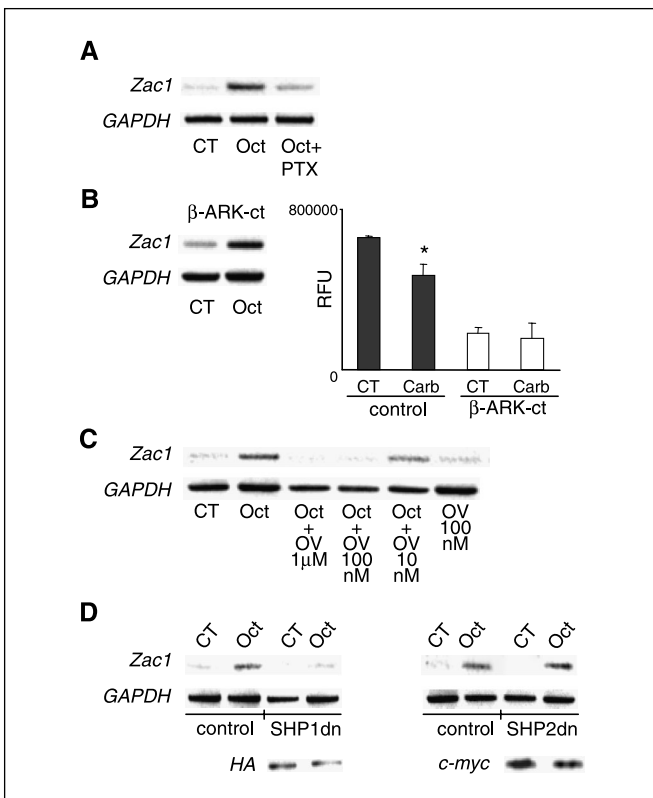 A
Zac1
GAPDH
CT Oct Oct+
PTX
B
β-ARK-ct
Zac1
GAPDH
CT Oct
800000
RFU
0
*
CT Carb CT Carb
control β-ARK-ct
C
Zac1
GAPDH
CT Oct Oct Oct Oct OV
+ + + 100
OV OV OV nM
1μM 100 10
nM nM
D
CT Oct CT Oct
Zac1
GAPDH
control SHP1dn
HA
CT Oct CT Oct
control SHP2dn
c-myc